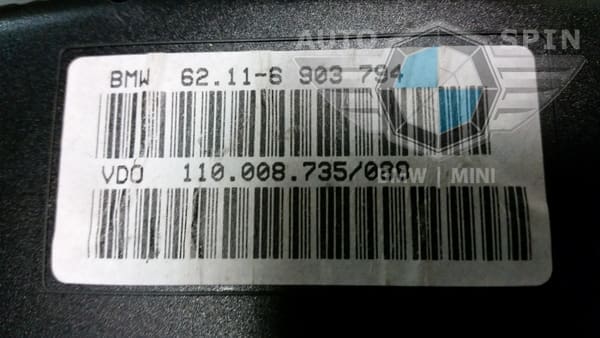 AUTO SPIN
BMW 62.11-6 903 794
VDO 110.008.735/038
BMW | MINI